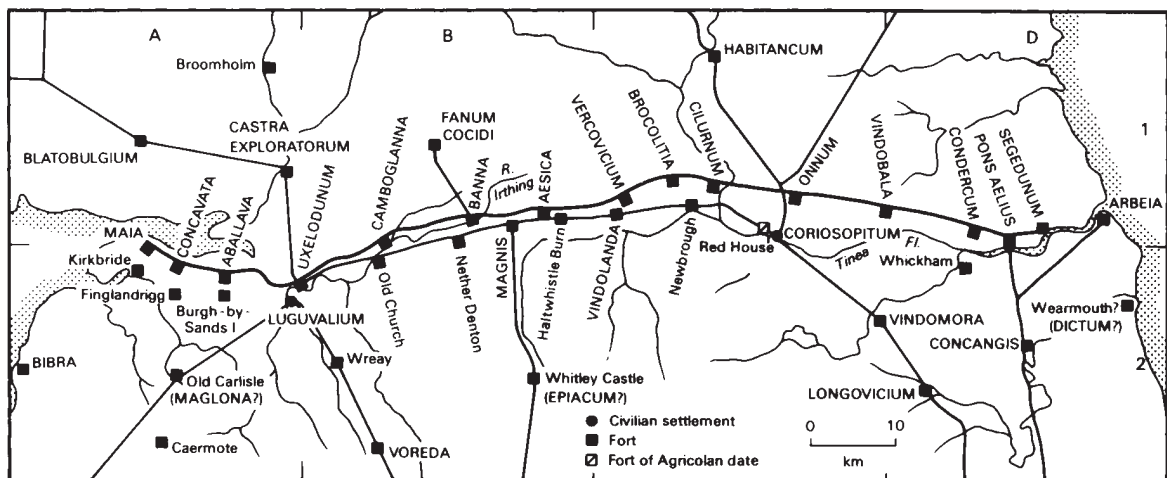 A
B
D
1
2
Broomholm
HABITANCUM
BLATOBULGIUM
CASTRA
EXPLORATORUM
FANUM
COCIDI
MAIA
CONCAVATA
ABALLAVA
UXELODUNUM
CAMBOGLANNA
BANNA
R.
Irthing
AESICA
VERCOVICIUM
BROCOLITIA
CILURNUM
ONNUM
VINDOBALA
CONDERCUM
PONS AELIUS
SEGEDUNUM
ARBEIA
Kirkbride
Finglandrigg
Burgh-by-
Sands I
LUGUVALIUM
Old Church
Nether Denton
MAGNIS
Haltwhistle Burn
VINDOLANDA
Newbrough
Red House
CORIOSOPITUM
Tinea
Fl.
Whickham
Wearmouth?
(DICTUM?)
BIBRA
Old Carlisle
(MAGLONA?)
Wreay
Whitley Castle
(EPIACUM?)
VINDOMORA
CONCANGIS
LONGOVICIUM
Caermote
VOREDA
Civilian settlement
Fort
Fort of Agricolan date
0 10
km